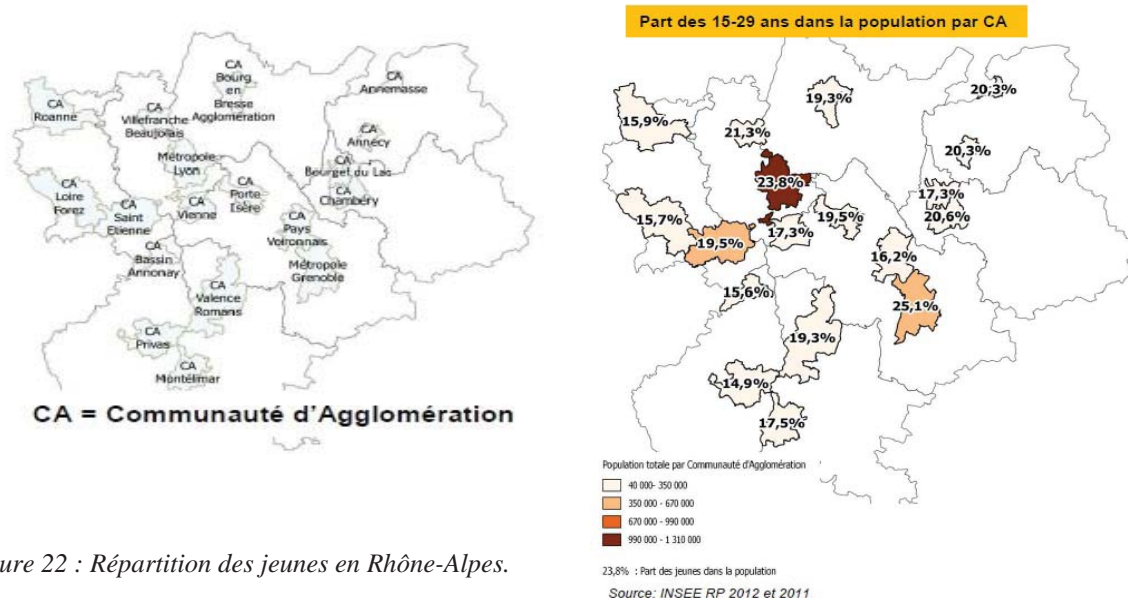 CA
Roanne
CA
Villefranche
Beaujolais
CA
Bourg
en
Bresse
Agglomération
CA
Annemasse
CA
Annecy
CA
Bourget du Lac
CA
Chambéry
Métropole
Lyon
CA
Loire
Forez
CA
Saint
Etienne
CA
Vienne
CA
Porte
Isère
CA
Pays
Voironnais
CA
Bassin
Annonay
Métropole
Grenoble
CA
Valence
Romans
CA
Privas
CA
Montélimar
CA = Communauté d'Agglomération
ure 22 : Répartition des jeunes en Rhône-Alpes.
Part des 15-29 ans dans la population par CA
15,9%
21,3%
19,3%
20,3%
20,3%
23,8%
17,3%
20,6%
15,7%
19,5%
17,3%
19,5%
16,2%
15,6%
25,1%
19,3%
14,9%
17,5%
Population totale par Communauté d'Agglomération
40 000- 350 000
350 000 - 670 000
670 000 - 990 000
990 000 - 1 310 000
23,8% : Part des jeunes dans la population
Source: INSEE RP 2012 et 2011